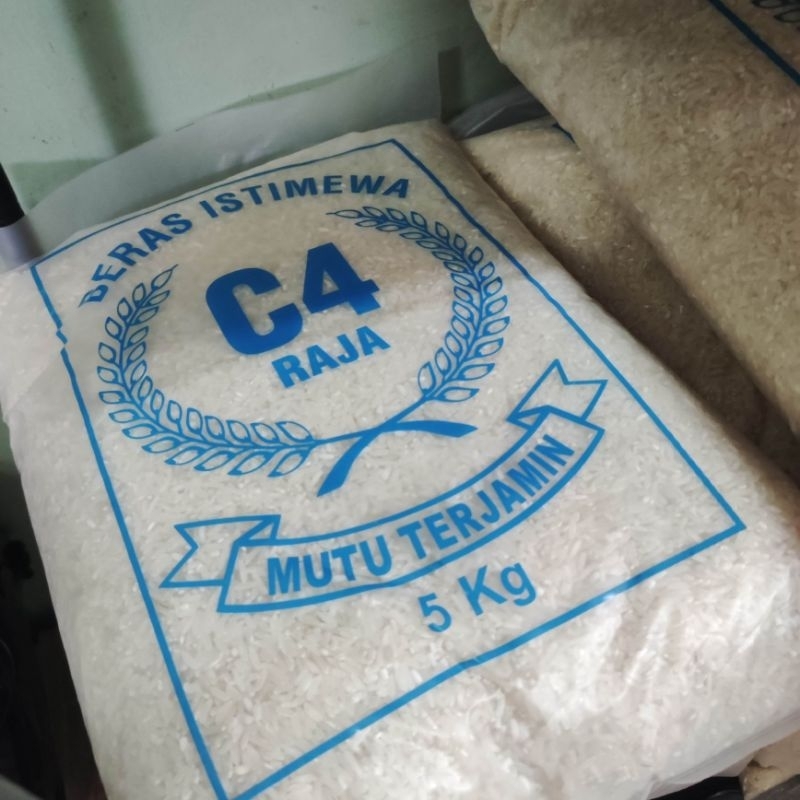 BERAS ISTIMEWA
C4
RAJA
MUTU TERJAMIN
5 Kg